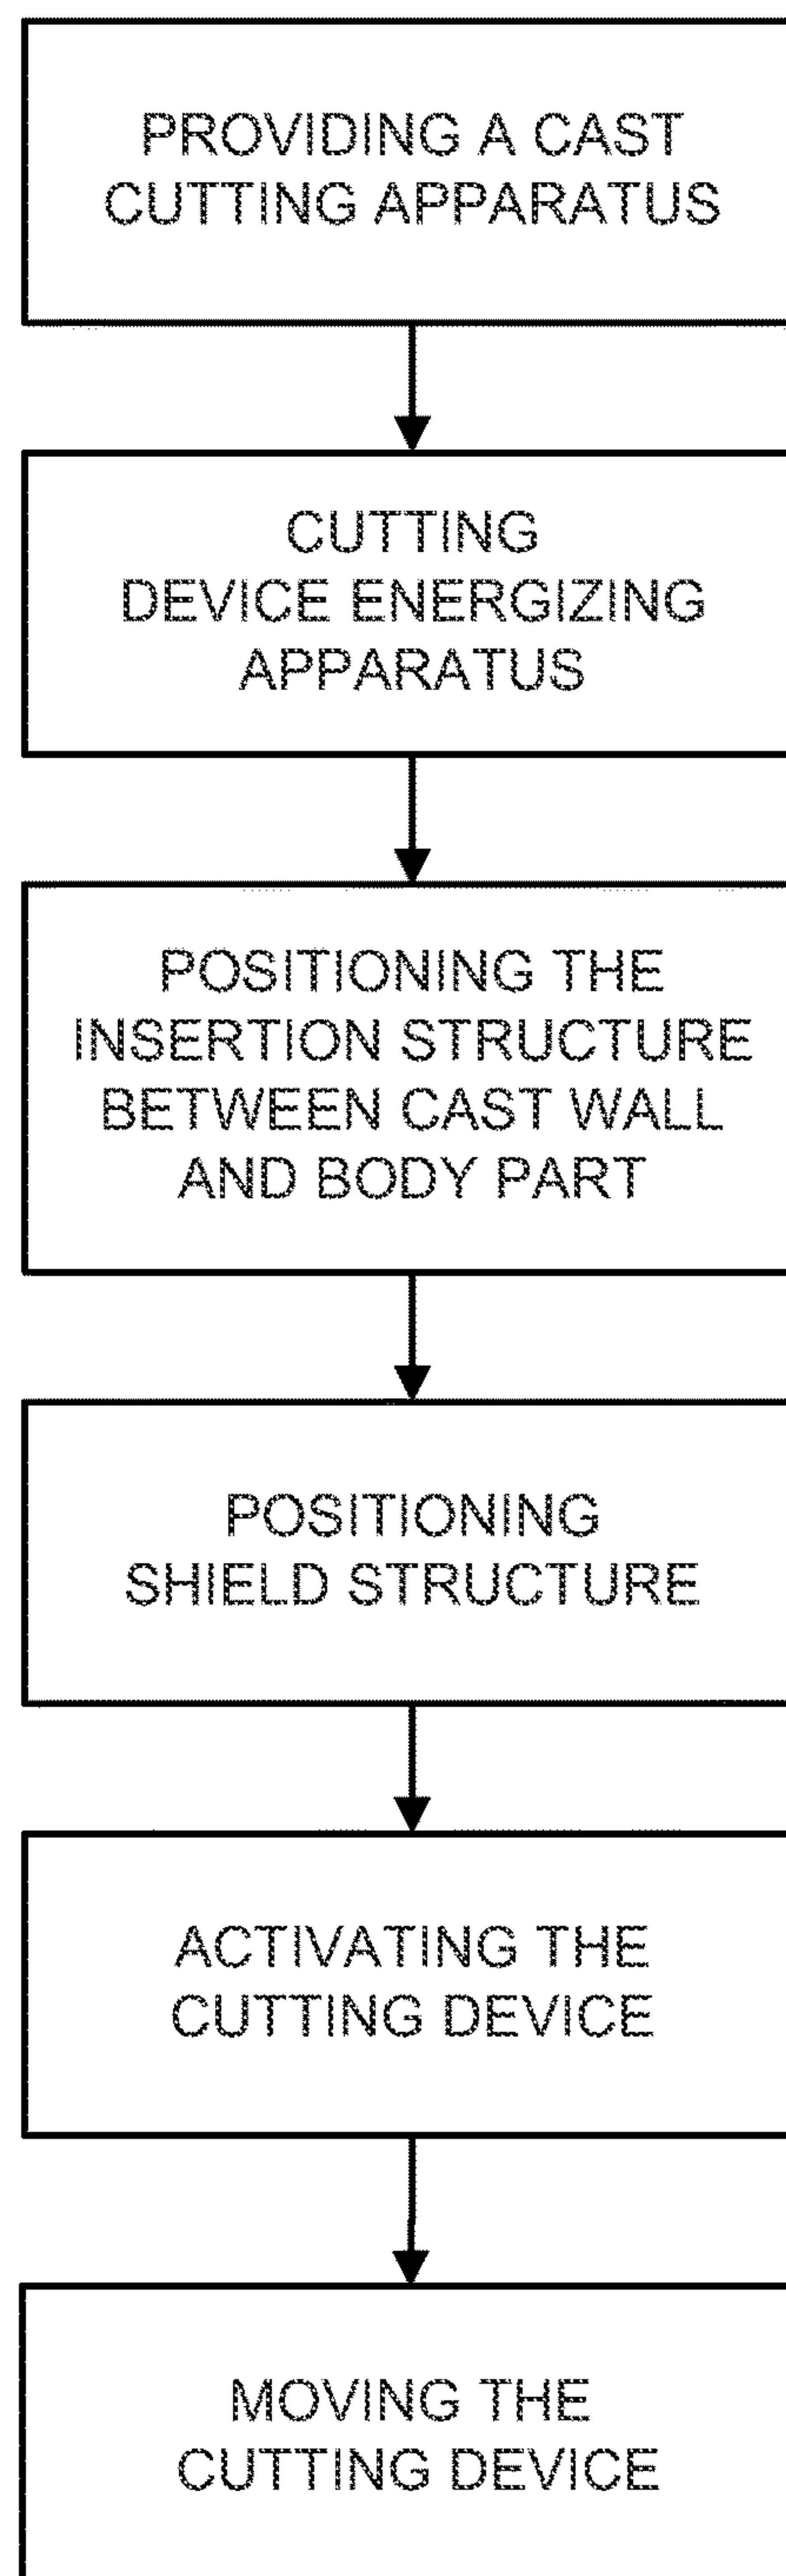 PROVIDING A CAST
CUTTING APPARATUS
CUTTING
DEVICE ENERGIZING
APPARATUS
POSITIONING THE
INSERTION STRUCTURE
BETWEEN CAST WALL
AND BODY PART
POSITIONING
SHIELD STRUCTURE
ACTIVATING THE
CUTTING DEVICE
MOVING THE
CUTTING DEVICE